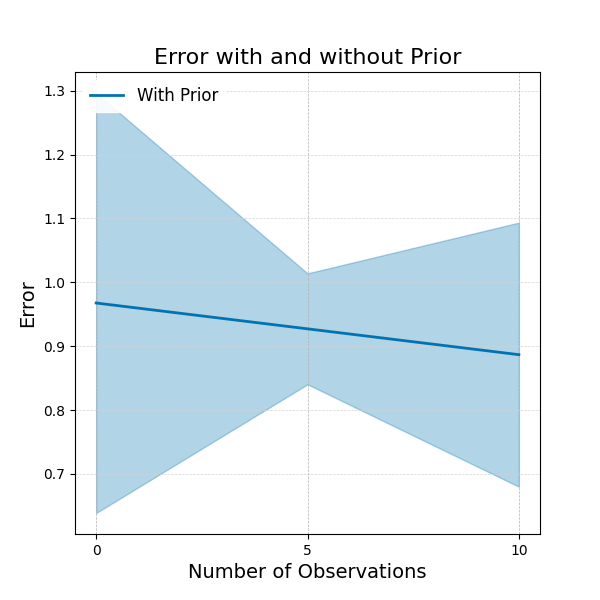 Error with and without Prior
With Prior
1.3
1.2
1.1
1.0
0.9
0.8
0.7
Error
0 5 10
Number of Observations